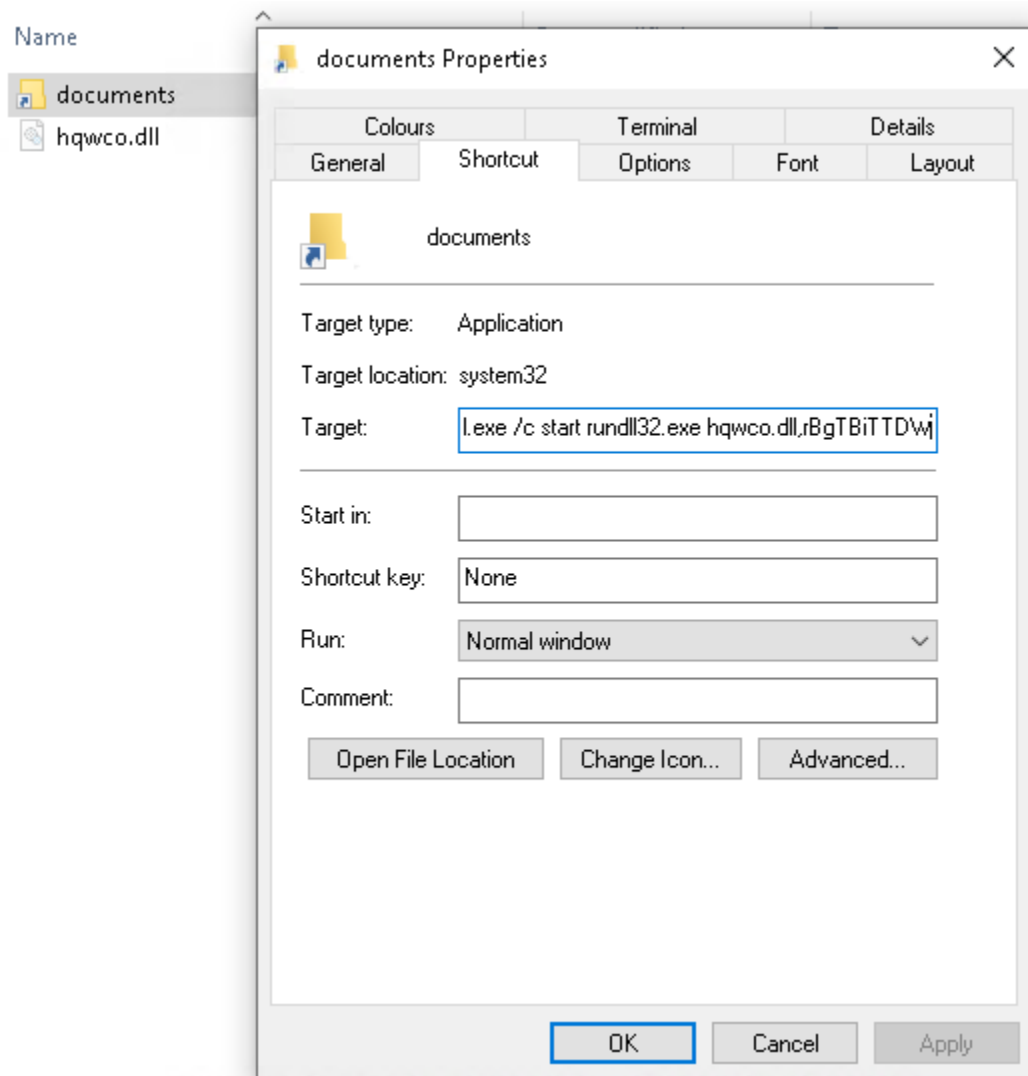 Name
documents
hqwco.dll
documents Properties
Colours Terminal Details
General Shortcut Options Font Layout
documents
Target type: Application
Target location: system32
Target: l.exe /c start rundll32.exe hqwco.dll,rBgTBiTTDWj
Start in:
Shortcut key: None
Run: Normal window
Comment:
Open File Location Change Icon... Advanced...
OK Cancel Apply